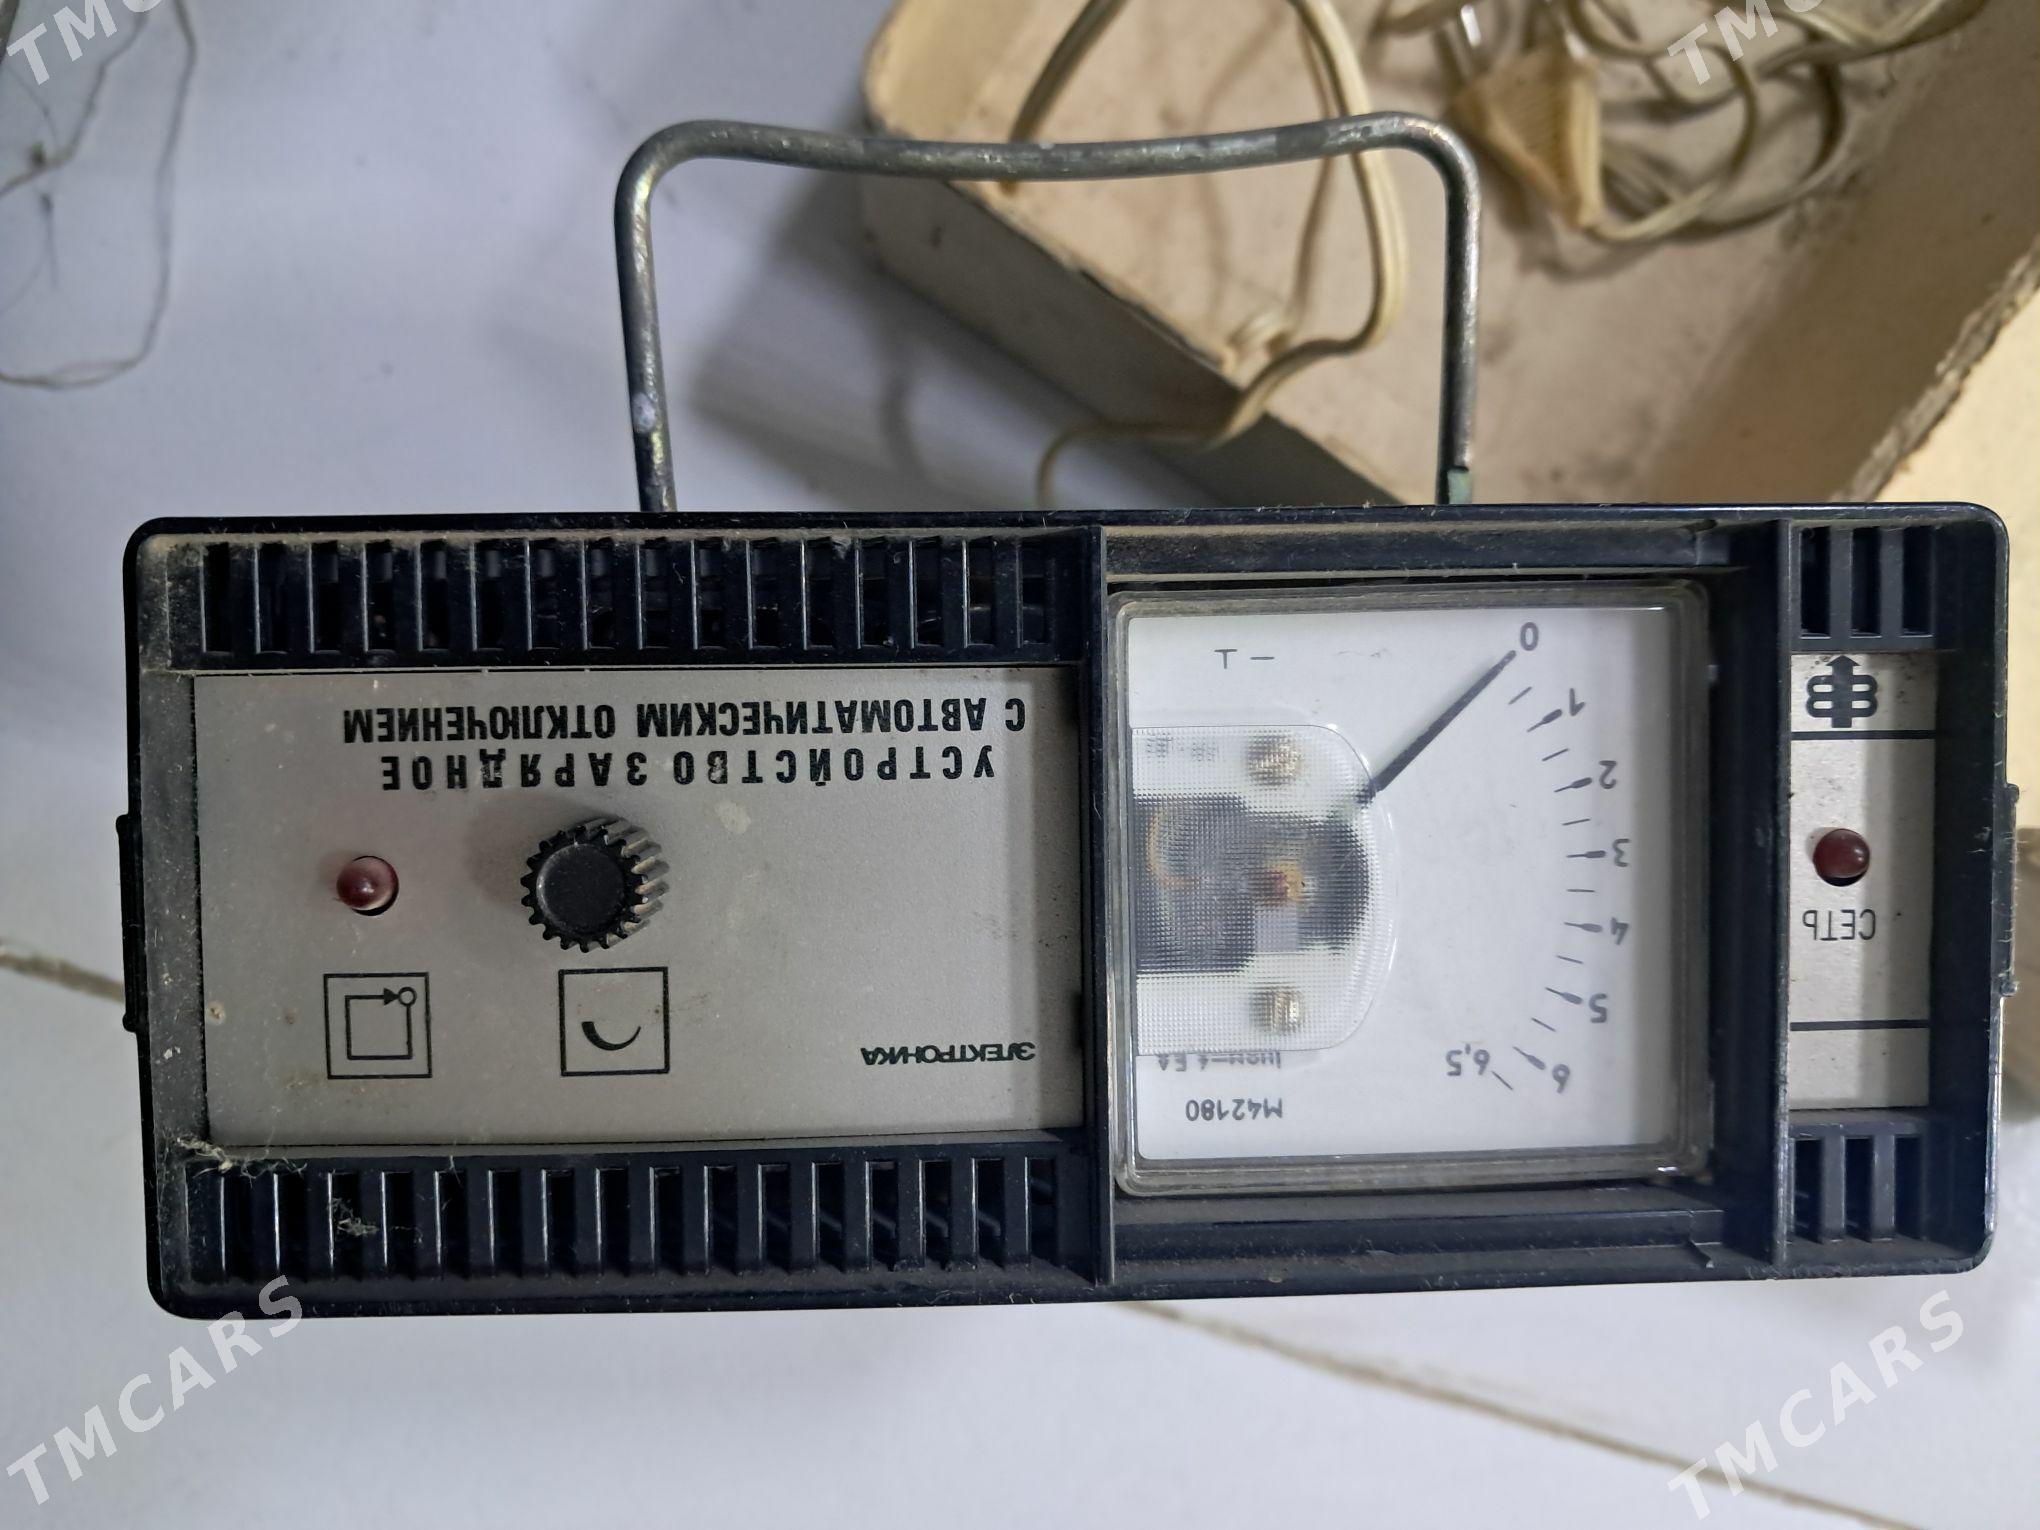 СЕТЬ
6
6,5
5
4
3
2
1
0
М42180
ЭЛЕКТРОНИКА
УСТРОЙСТВО ЗАРЯДНОЕ
С АВТОМАТИЧЕСКИМ ОТКЛЮЧЕНИЕМ
TMCARS
TMCARS